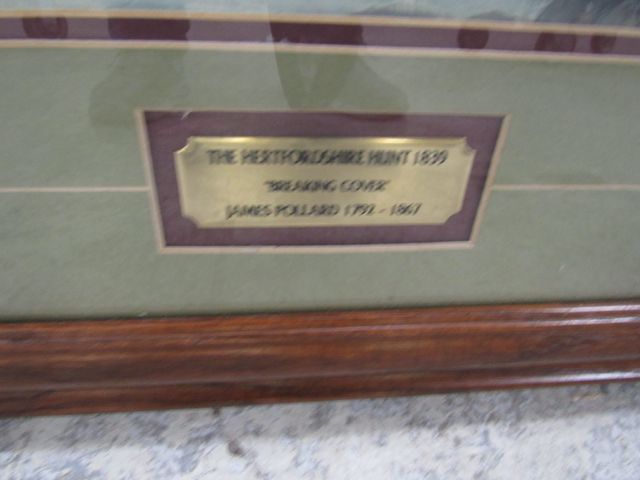 THE HERTFORDSHIRE HUNT 1839
"BREAKING COVER"
JAMES POLLARD 1792 - 1867